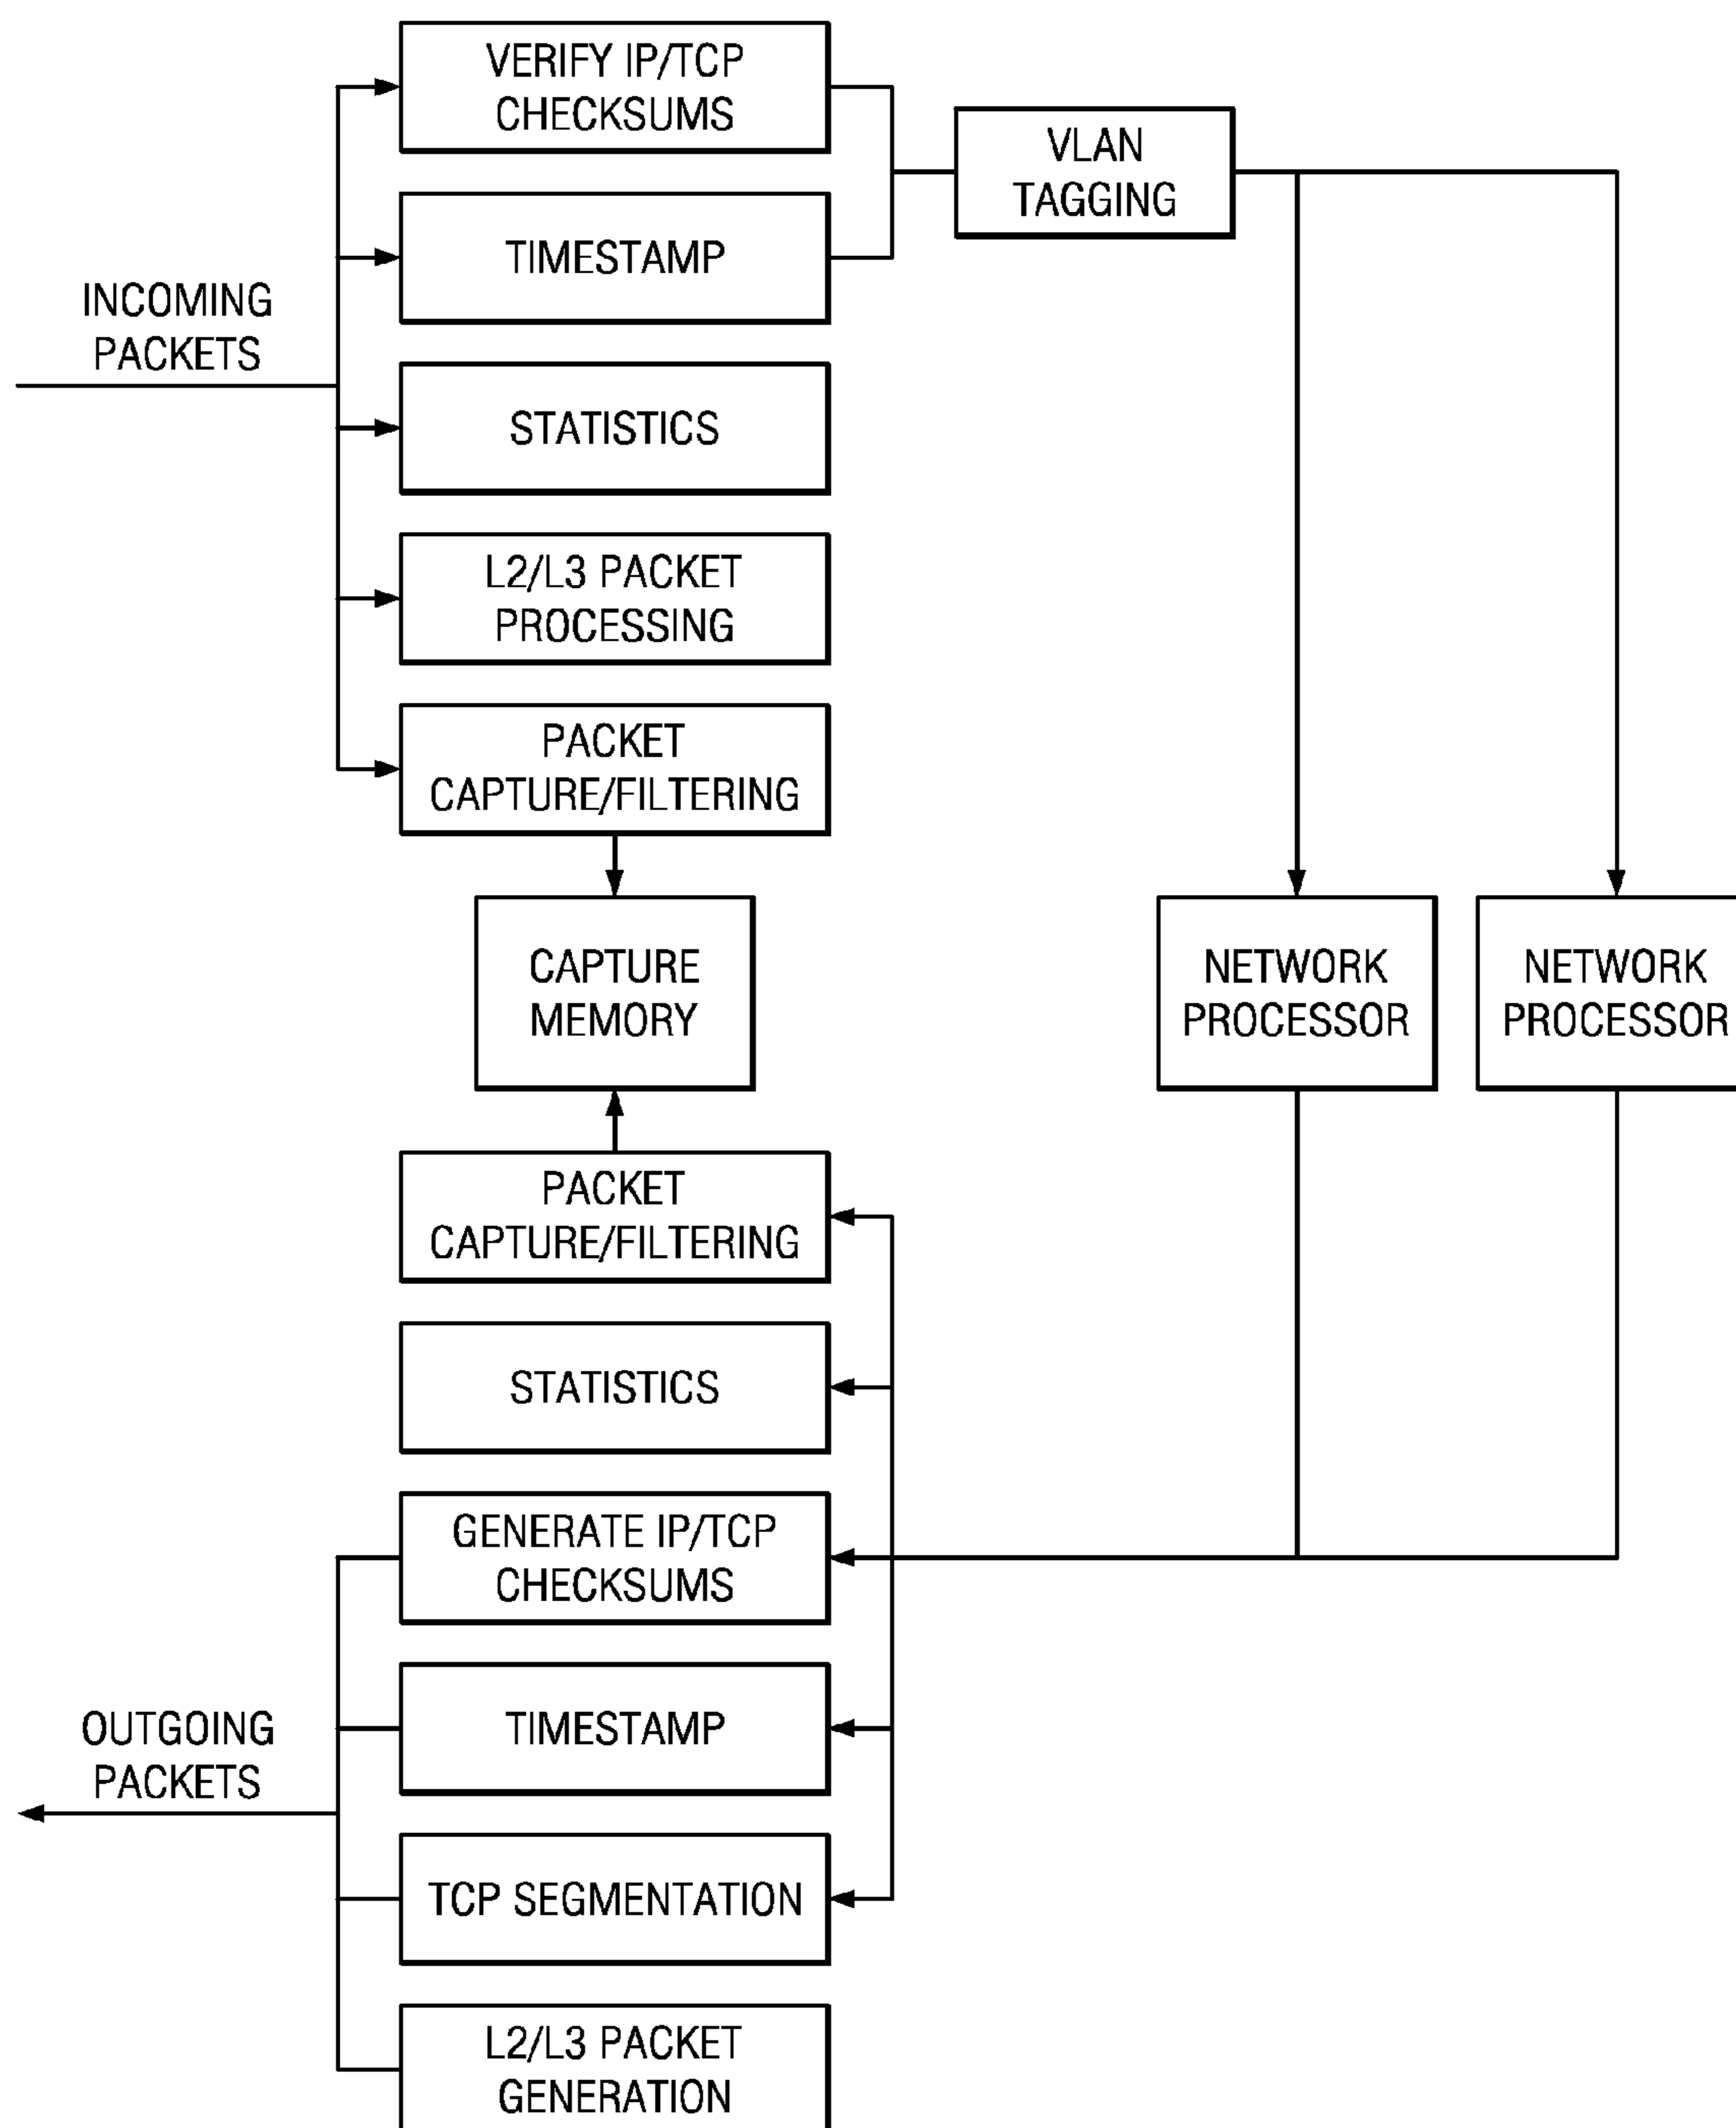 VERIFY IP/TCP
CHECKSUMS
VLAN
TAGGING
TIMESTAMP
INCOMING
PACKETS
STATISTICS
L2/L3 PACKET
PROCESSING
PACKET
CAPTURE/FILTERING
CAPTURE
MEMORY
NETWORK
PROCESSOR
NETWORK
PROCESSOR
PACKET
CAPTURE/FILTERING
STATISTICS
GENERATE IP/TCP
CHECKSUMS
TIMESTAMP
OUTGOING
PACKETS
TCP SEGMENTATION
L2/L3 PACKET
GENERATION